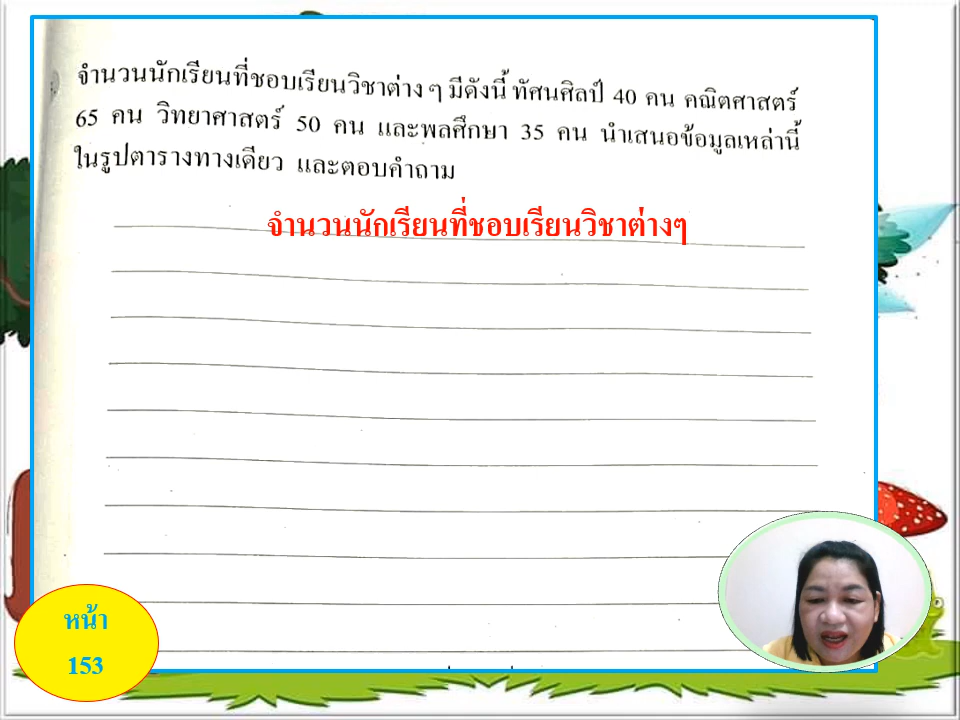 จำนวนนักเรียนที่ชอบเรียนวิชาต่าง ๆ มีดังนี้ ทัศนศิลป์ 40 คน คณิตศาสตร์
65 คน วิทยาศาสตร์ 50 คน และพลศึกษา 35 คน นำเสนอข้อมูลเหล่านี้
ในรูปตารางทางเดียว และตอบคำถาม
จำนวนนักเรียนที่ชอบเรียนวิชาต่างๆ
หน้า
153